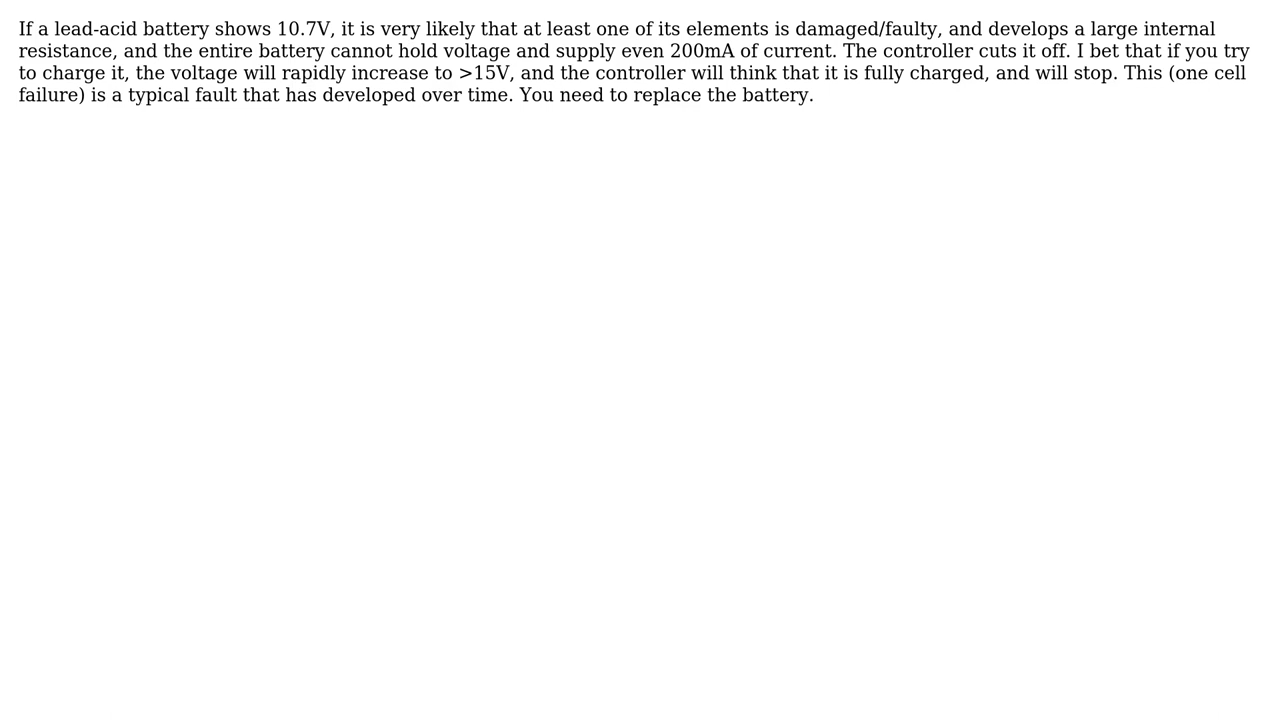 If a lead-acid battery shows 10.7V, it is very likely that at least one of its elements is damaged/faulty, and develops a large internal
resistance, and the entire battery cannot hold voltage and supply even 200mA of current. The controller cuts it off. I bet that if you try
to charge it, the voltage will rapidly increase to >15V, and the controller will think that it is fully charged, and will stop. This (one cell
failure) is a typical fault that has developed over time. You need to replace the battery.